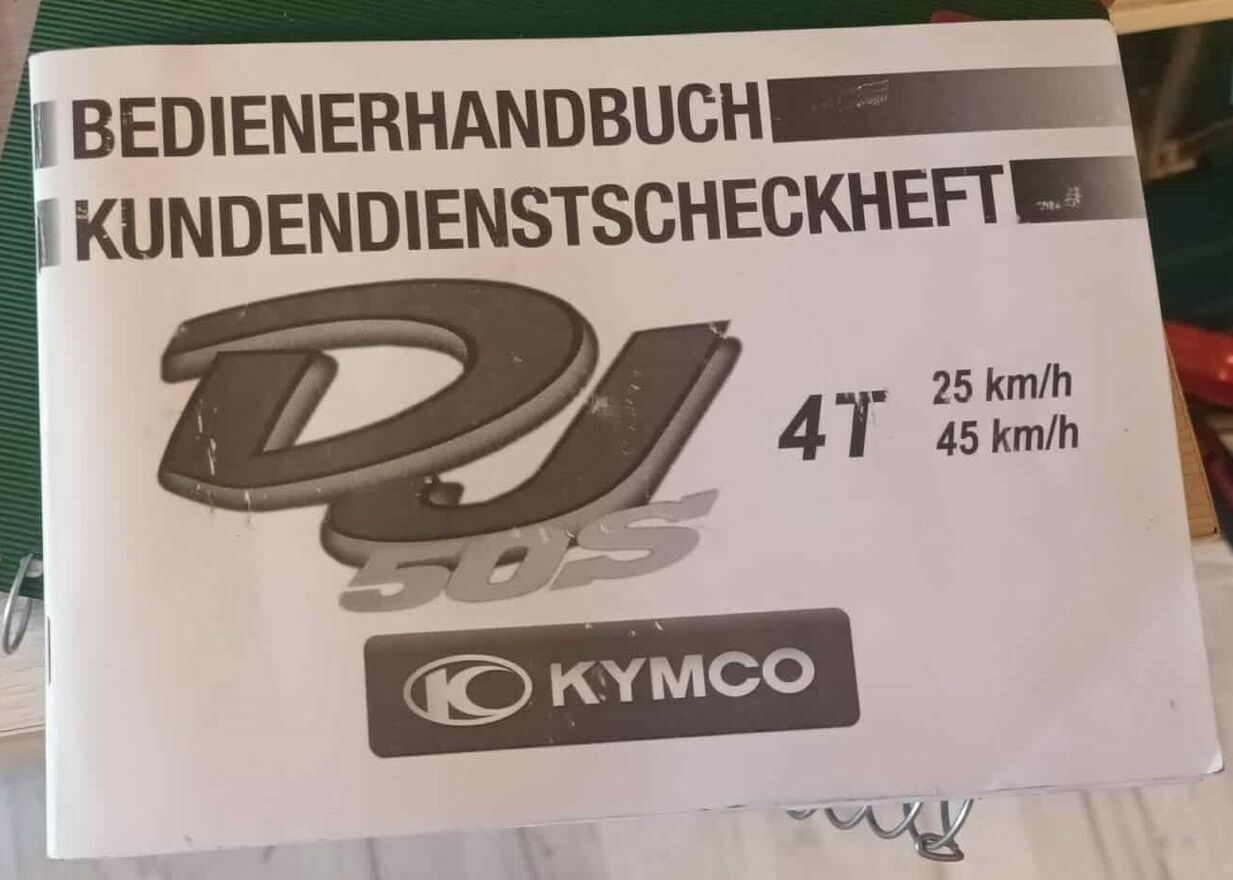 BEDIENERHANDBUCH
KUNDENDIENSTSCHECKHEFT
DJ
50S
4T
25 km/h
45 km/h
KYMCO